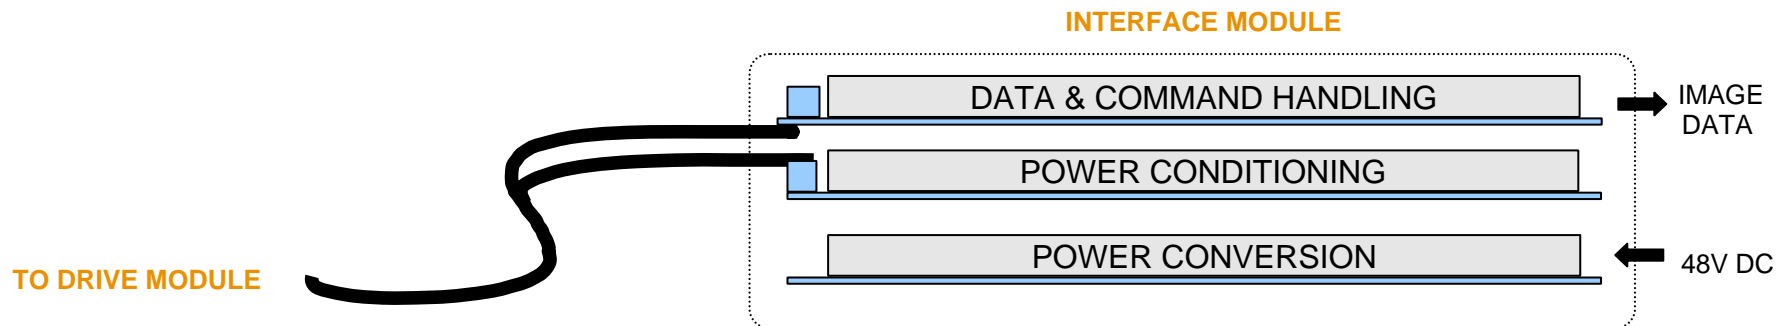 INTERFACE MODULE
DATA & COMMAND HANDLING
IMAGE
DATA
POWER CONDITIONING
POWER CONVERSION
48V DC
TO DRIVE MODULE